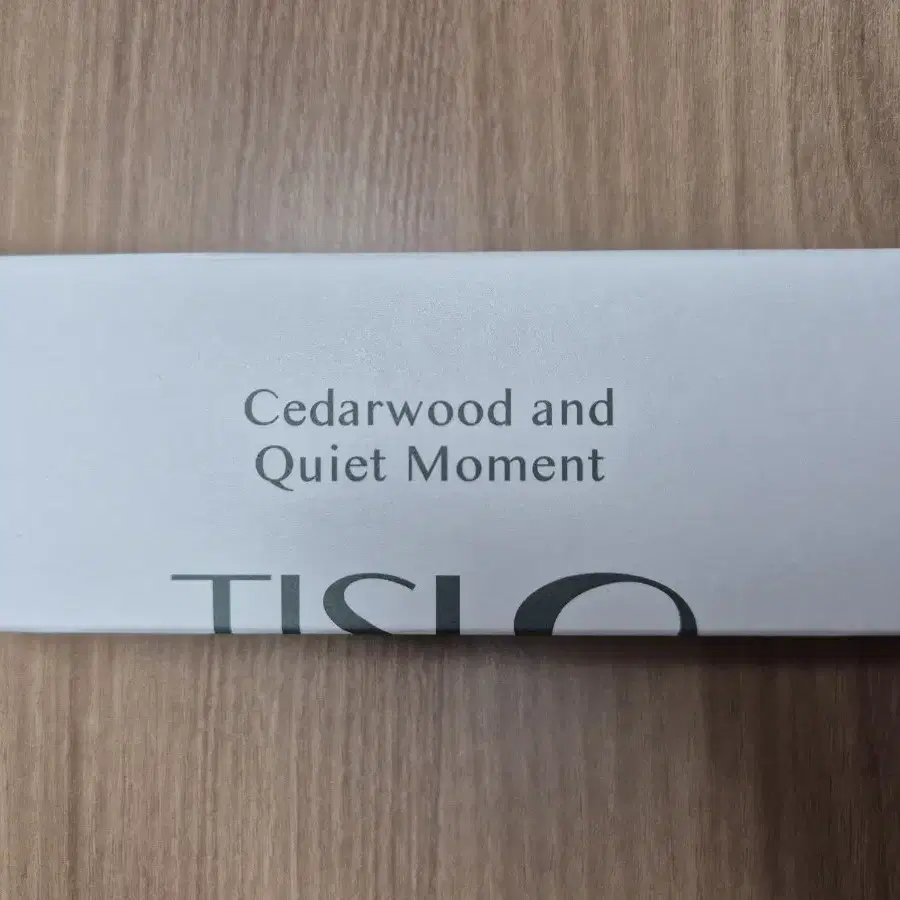 Cedarwood and
Quiet Moment